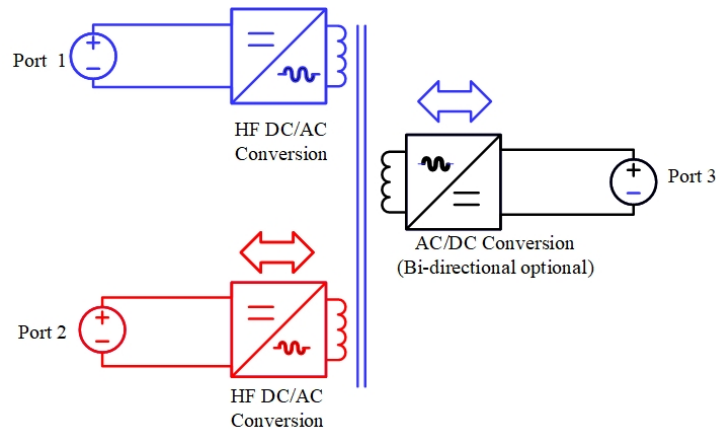 Port 1
HF DC/AC
Conversion
Port 3
AC/DC Conversion
(Bi-directional optional)
Port 2
HF DC/AC
Conversion